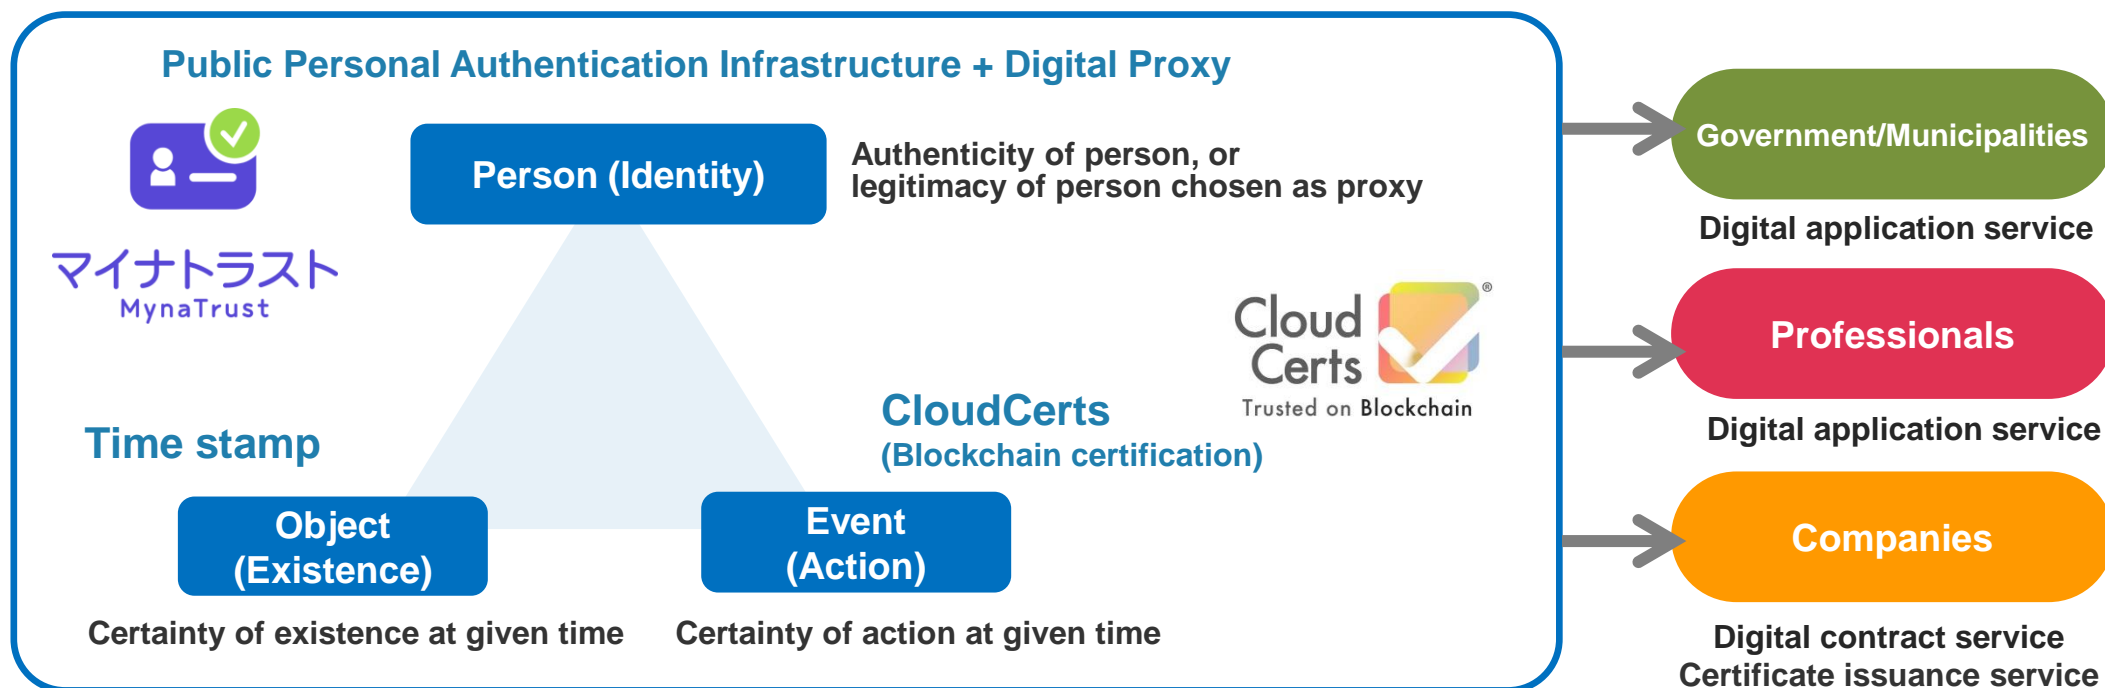 Public Personal Authentication Infrastructure + Digital Proxy
Person (Identity)
Authenticity of person, or
legitimacy of person chosen as proxy
マイナトラスト
MynaTrust
Cloud
Certs
®
Trusted on Blockchain
Time stamp
CloudCerts
(Blockchain certification)
Object
(Existence)
Event
(Action)
Certainty of existence at given time
Certainty of action at given time
Government/Municipalities
Digital application service
Professionals
Digital application service
Companies
Digital contract service
Certificate issuance service